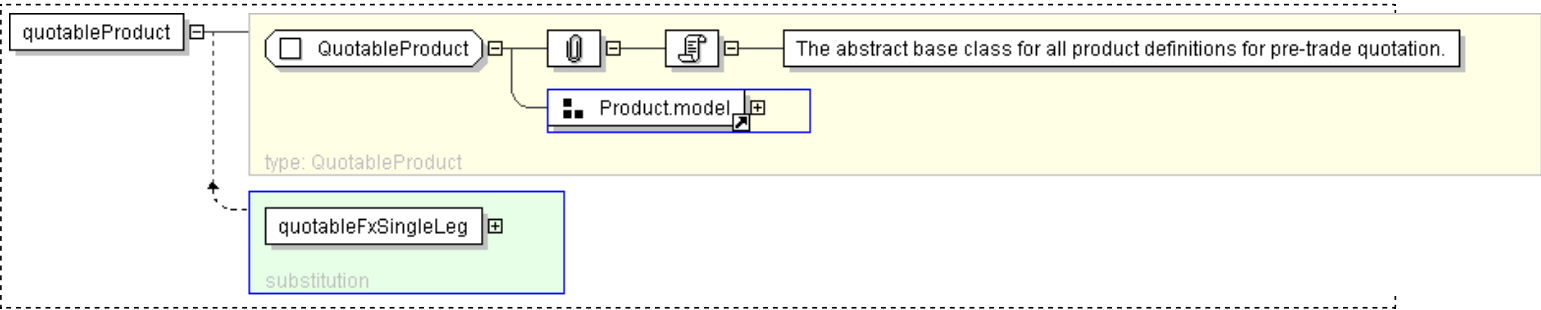 quotableProduct
QuotableProduct
The abstract base class for all product definitions for pre-trade quotation.
Product.model
type: QuotableProduct
quotableFxSingleLeg
substitution